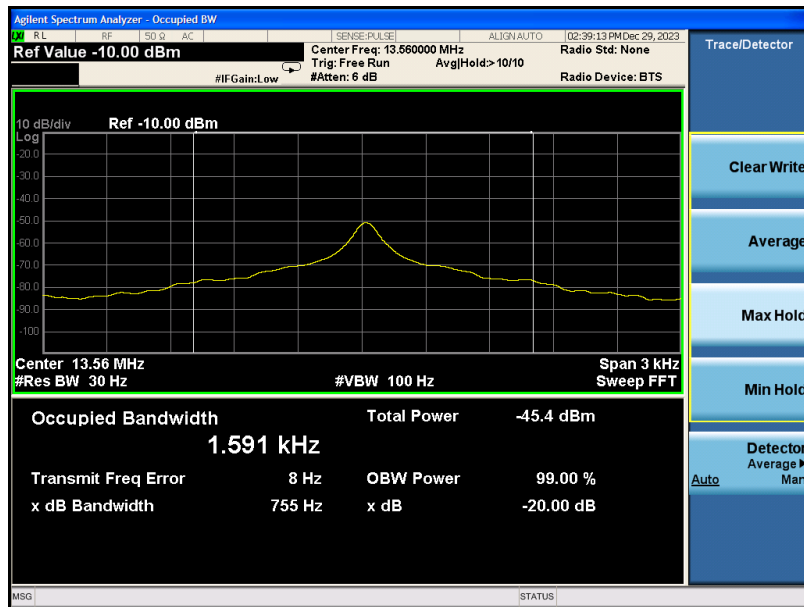 Agilent Spectrum Analyzer - Occupied BW
LXI RL RF 50 Ω AC SENSE:PULSE ALIGN AUTO 02:39:13 PM Dec 29, 2023
Ref Value -10.00 dBm Center Freq: 13.560000 MHz Radio Std: None
Trig: Free Run Avg|Hold:>10/10
#IFGain:Low #Atten: 6 dB Radio Device: BTS
10 dB/div Ref -10.00 dBm
Log
-20.0
-30.0
-40.0
-50.0
-60.0
-70.0
-80.0
-90.0
-100
Center 13.56 MHz Span 3 kHz
#Res BW 30 Hz #VBW 100 Hz Sweep FFT
Occupied Bandwidth Total Power -45.4 dBm
1.591 kHz
Transmit Freq Error 8 Hz OBW Power 99.00 %
x dB Bandwidth 755 Hz x dB -20.00 dB
MSG STATUS
Trace/Detector
Clear Write
Average
Max Hold
Min Hold
Detector
Average
Auto Man